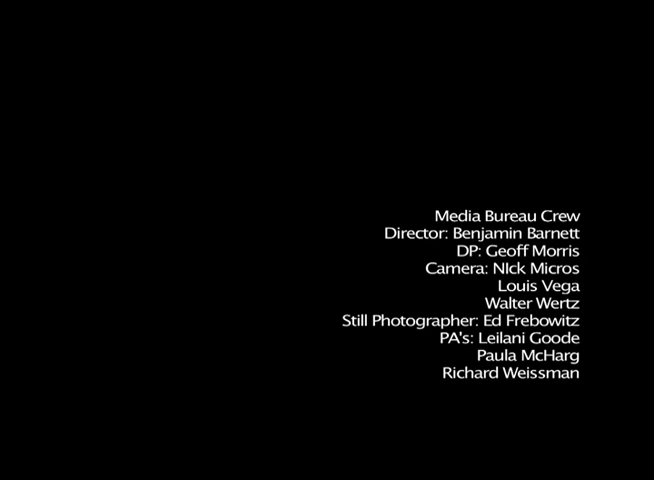 Media Bureau Crew
Director: Benjamin Barnett
DP: Geoff Morris
Camera: NIck Micros
Louis Vega
Walter Wertz
Still Photographer: Ed Frebowitz
PA's: Leilani Goode
Paula McHarg
Richard Weissman